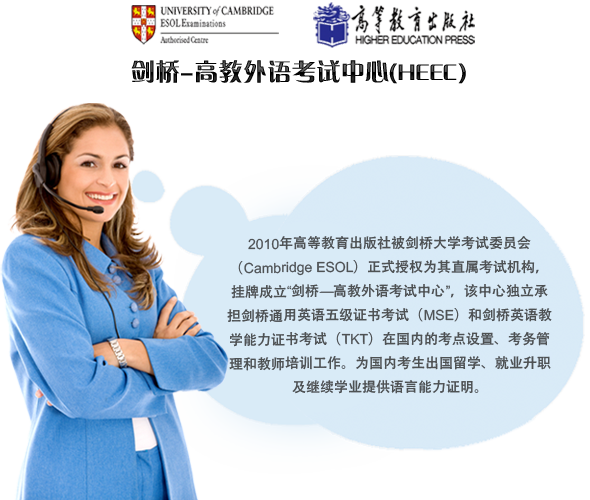 UNIVERSITY of CAMBRIDGE
ESOL Examinations
Authorised Centre
高等教育出版社
HIGHER EDUCATION PRESS
剑桥-高教外语考试中心(HEEC)
2010年高等教育出版社被剑桥大学考试委员会
（Cambridge ESOL）正式授权为其直属考试机构，
挂牌成立“剑桥—高教外语考试中心”，该中心独立承
担剑桥通用英语五级证书考试（MSE）和剑桥英语教
学能力证书考试（TKT）在国内的考点设置、考务管
理和教师培训工作。为国内考生出国留学、就业升职
及继续学业提供语言能力证明。